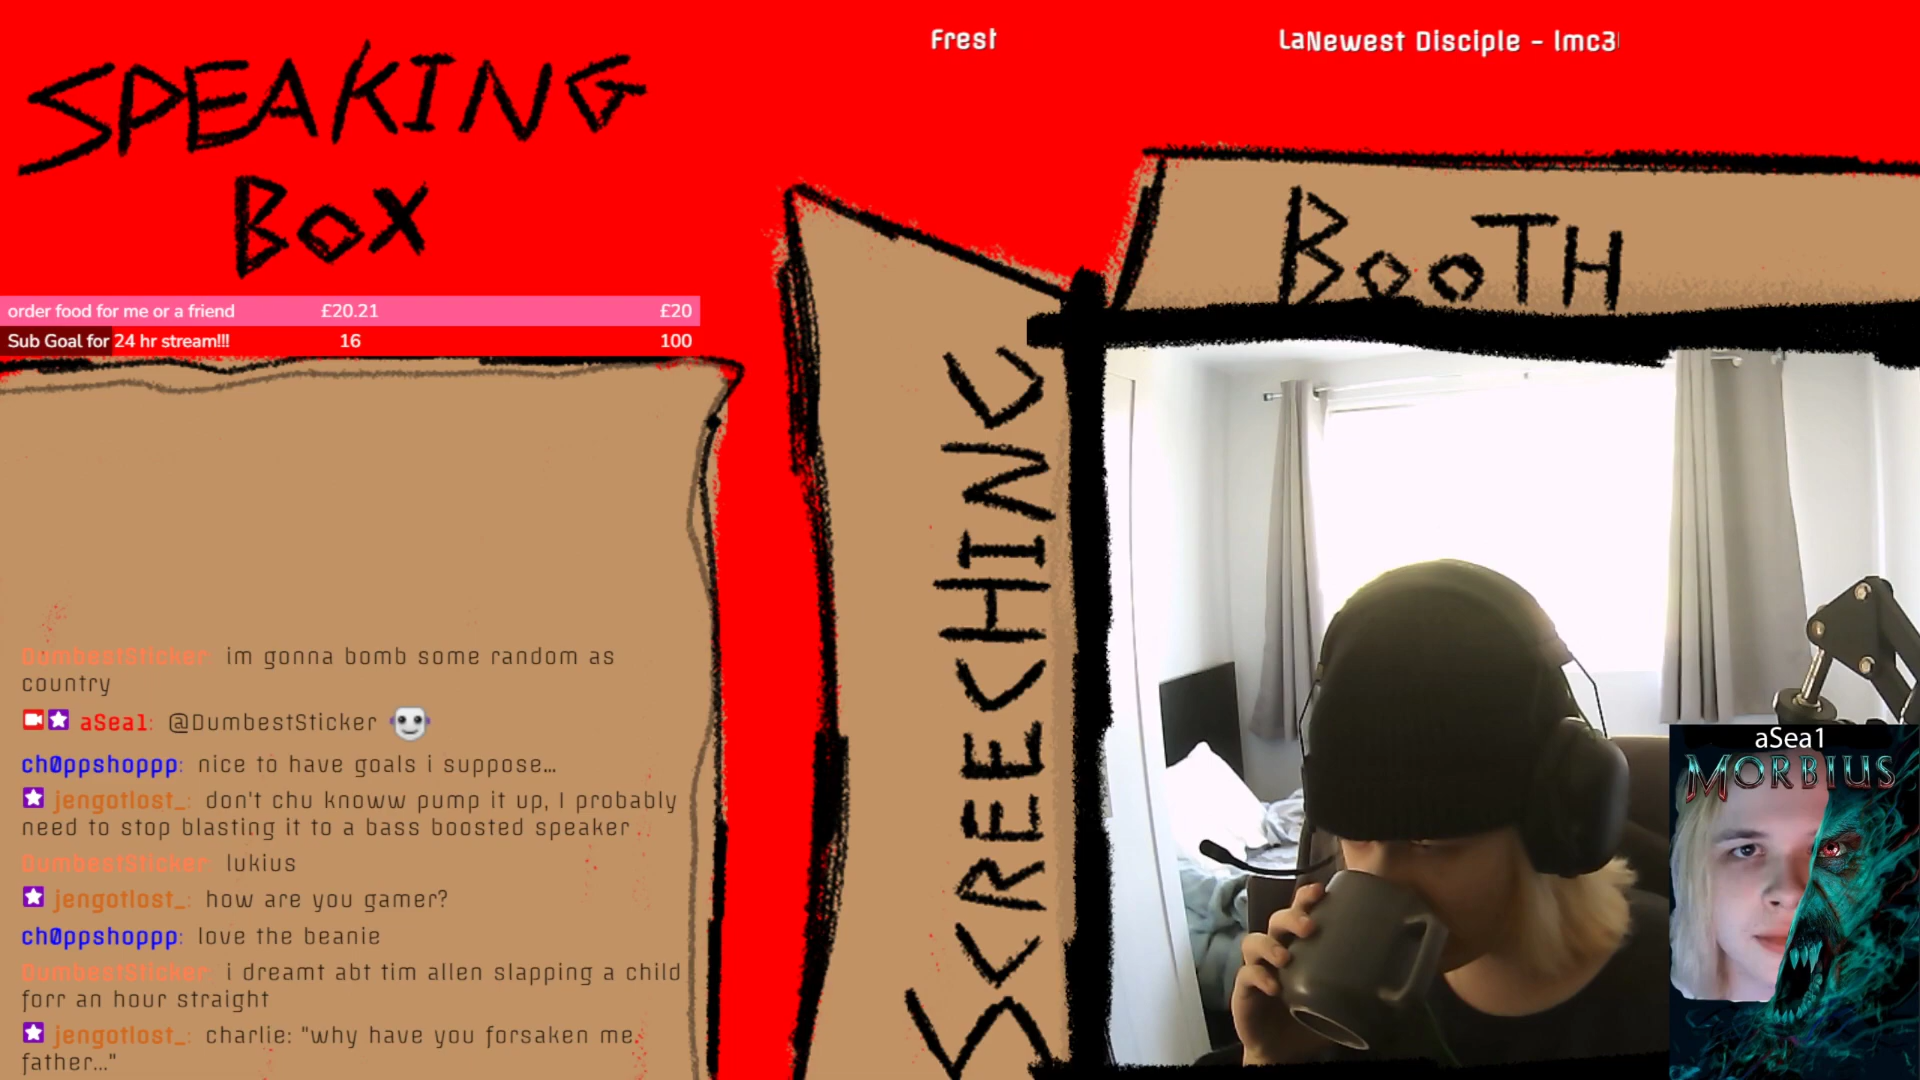 Frest
LaNewest Disciple - lmc3
SPEAKING
BOX
order food for me or a friend £20.21 £20
Sub Goal for 24 hr stream!!! 16 100
BOOTH
SCREECHING
DumbestSticker: im gonna bomb some random as
country
aSea1: @DumbestSticker
ch0ppshoppp: nice to have goals i suppose...
jengotlost_: don't chu knoww pump it up, I probably
need to stop blasting it to a bass boosted speaker
DumbestSticker: lukius
jengotlost_: how are you gamer?
ch0ppshoppp: love the beanie
DumbestSticker: i dreamt abt tim allen slapping a child
forr an hour straight
jengotlost_: charlie: "why have you forsaken me.
father..."
aSea1
MORBIUS